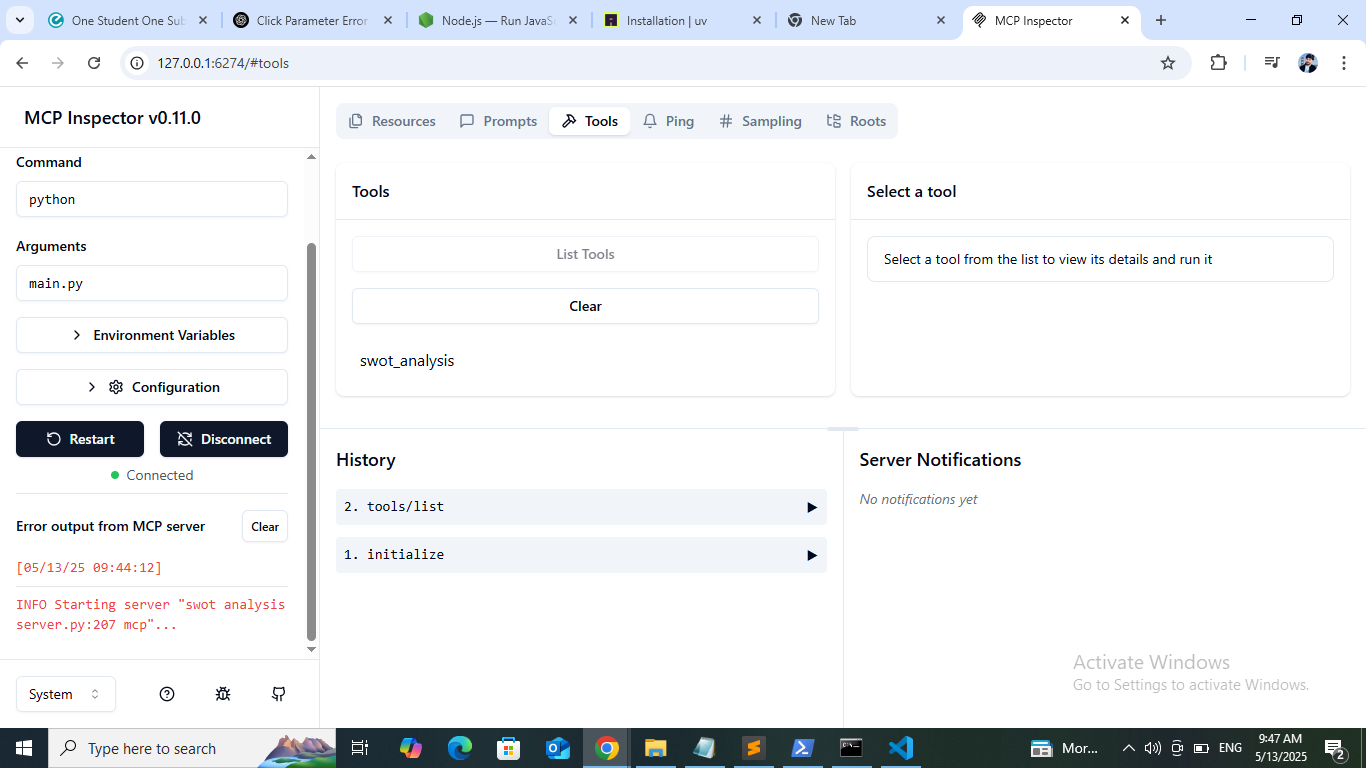 One Student One Sub
Click Parameter Error
Node.js — Run JavaS
Installation | uv
New Tab
MCP Inspector
127.0.0.1:6274/#tools
MCP Inspector v0.11.0
Resources
Prompts
Tools
Ping
Sampling
Roots
Command
python
Arguments
main.py
Environment Variables
Configuration
Restart
Disconnect
Connected
Error output from MCP server
Clear
[05/13/25 09:44:12]
INFO Starting server "swot analysis
server.py:207 mcp"...
System
Tools
List Tools
Clear
swot_analysis
Select a tool
Select a tool from the list to view its details and run it
History
2. tools/list
1. initialize
Server Notifications
No notifications yet
Activate Windows
Go to Settings to activate Windows.
Type here to search
Mor...
ENG
9:47 AM
5/13/2025
2